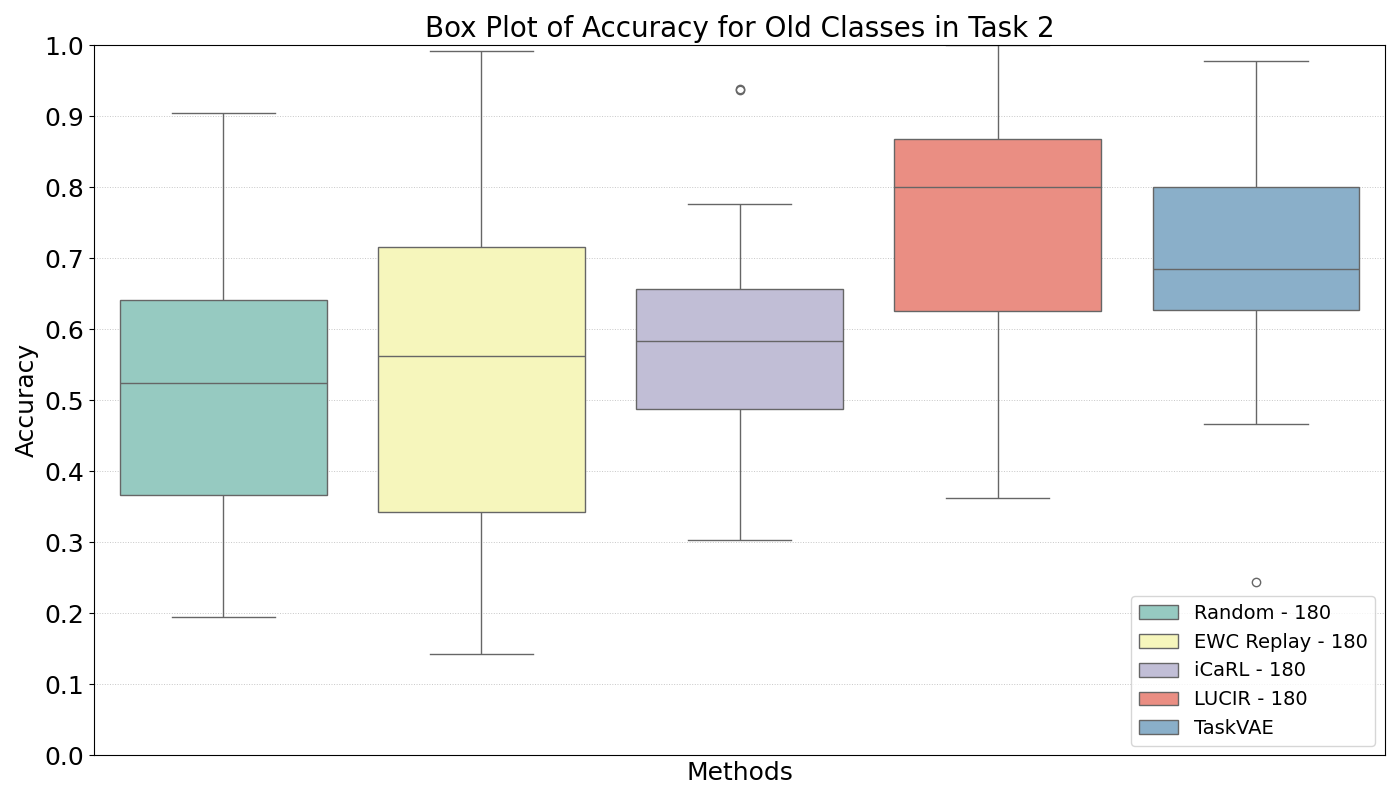 Box Plot of Accuracy for Old Classes in Task 2
1.0
0.9
0.8
0.7
0.6
0.5
0.4
0.3
0.2
0.1
0.0
Accuracy
Methods
Random - 180
EWC Replay - 180
iCaRL - 180
LUCIR - 180
TaskVAE